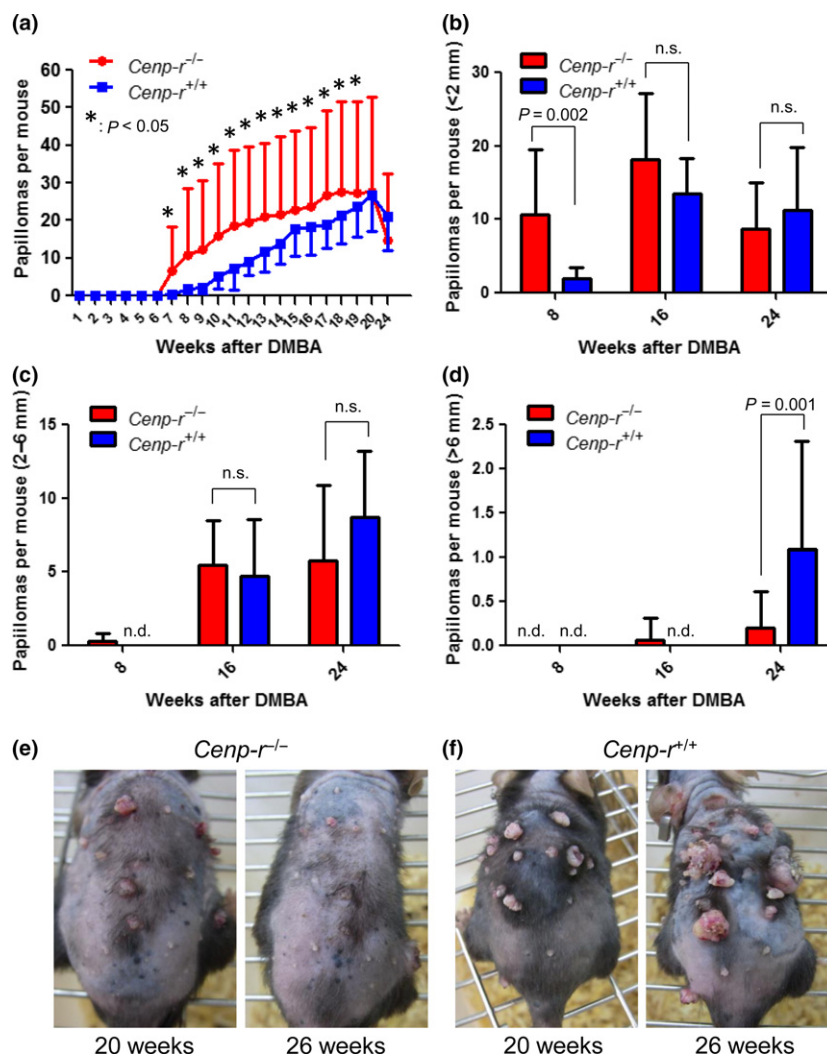 (a)
Cenp-r–/–
Cenp-r+/+
*: P < 0.05
Papiillomas per mouse
60
50
40
30
20
10
0
* * * * * * * * * * * * *
1 2 3 4 5 6 7 8 9 10 11 12 13 14 15 16 17 18 19 20 24
Weeks after DMBA
(b)
Cenp-r–/–
Cenp-r+/+
P = 0.002
n.s.
n.s.
Papiillomas per mouse (<2 mm)
30
20
10
0
8 16 24
Weeks after DMBA
(c)
Cenp-r–/–
Cenp-r+/+
n.s.
n.s.
n.d.
Papiillomas per mouse (2–6 mm)
15
10
5
0
8 16 24
Weeks after DMBA
(d)
Cenp-r–/–
Cenp-r+/+
P = 0.001
n.d. n.d. n.d.
Papiillomas per mouse (>6 mm)
2.5
2.0
1.5
1.0
0.5
0.0
8 16 24
Weeks after DMBA
(e) Cenp-r–/–
20 weeks 26 weeks
(f) Cenp-r+/+
20 weeks 26 weeks